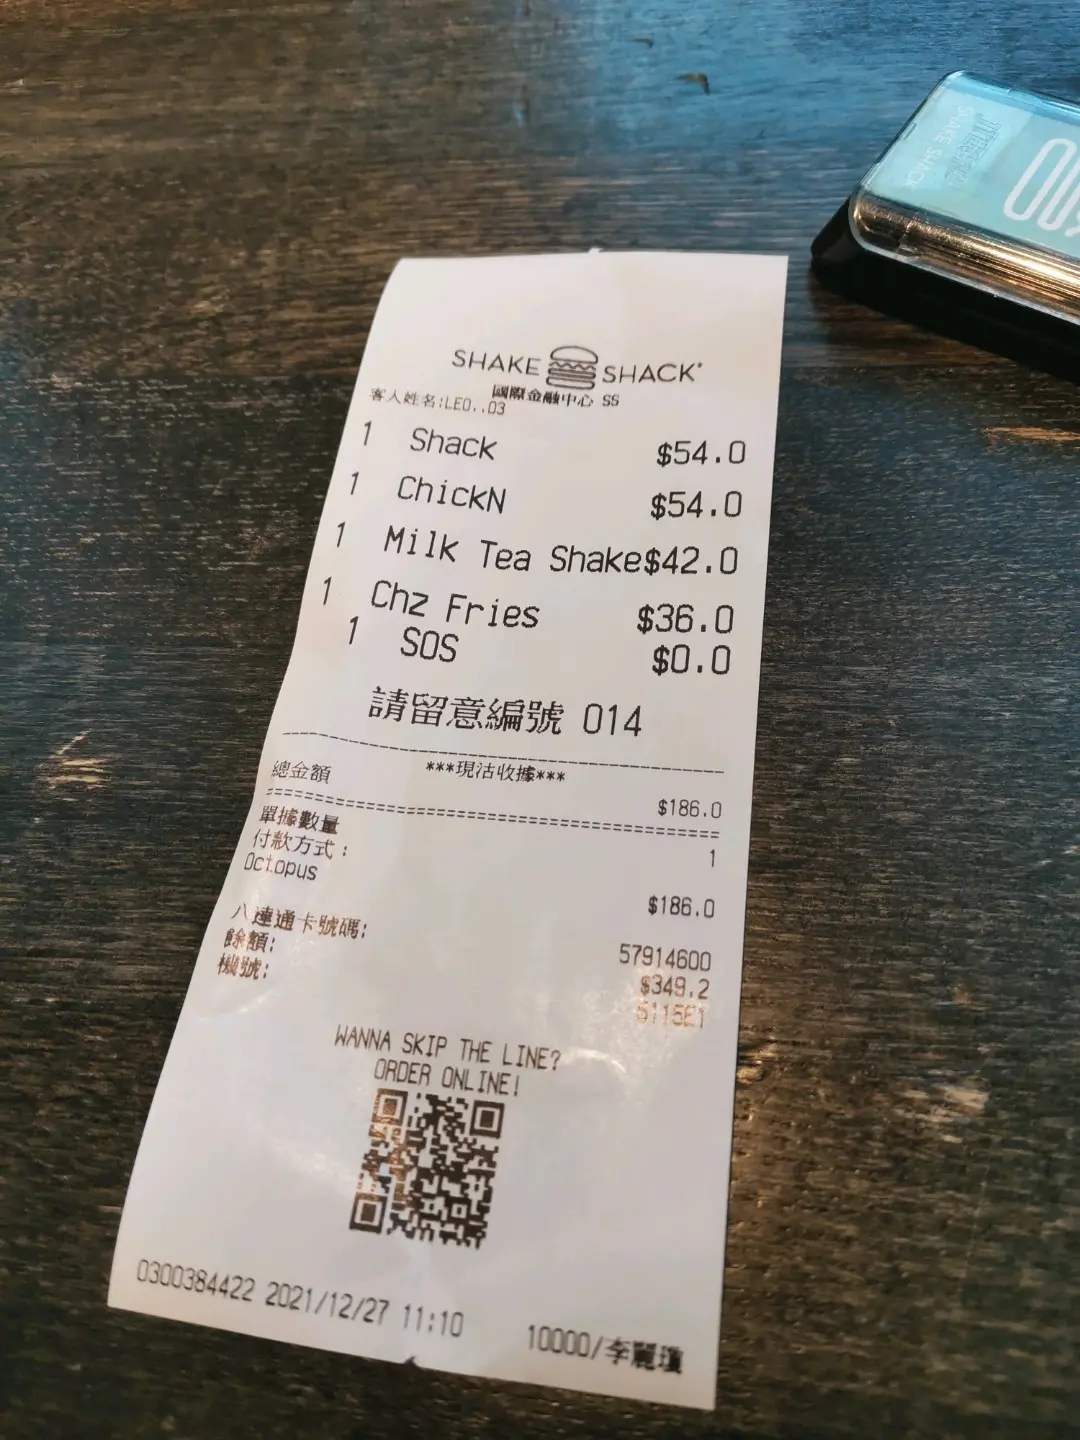 SHAKE SHACK
國際金融中心 SS
客人姓名:LEO..03
1 Shack $54.0
1 ChickN $54.0
1 Milk Tea Shake$42.0
1 Chz Fries $36.0
1 SOS $0.0
請留意編號 014
***現沽收據***
總金額 $186.0
單據數量 1
付款方式:
Octopus $186.0
八達通卡號碼: 57914600
餘額: $349.2
機號: 5115E1
WANNA SKIP THE LINE?
ORDER ONLINE!
0300384422 2021/12/27 11:10 10000/李麗瓊
SHAKE SHACK